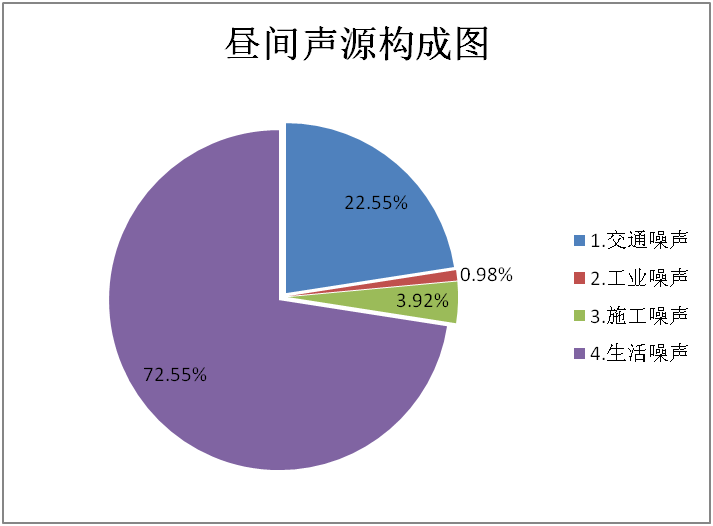 昼间声源构成图
22.55%
0.98%
3.92%
72.55%
1.交通噪声
2.工业噪声
3.施工噪声
4.生活噪声